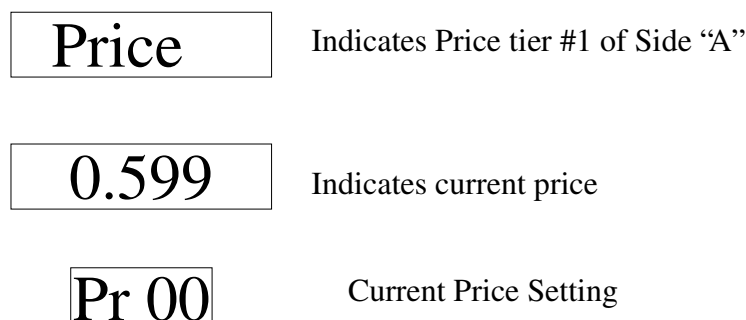 Price Indicates Price tier #1 of Side “A”
0.599 Indicates current price
Pr 00 Current Price Setting